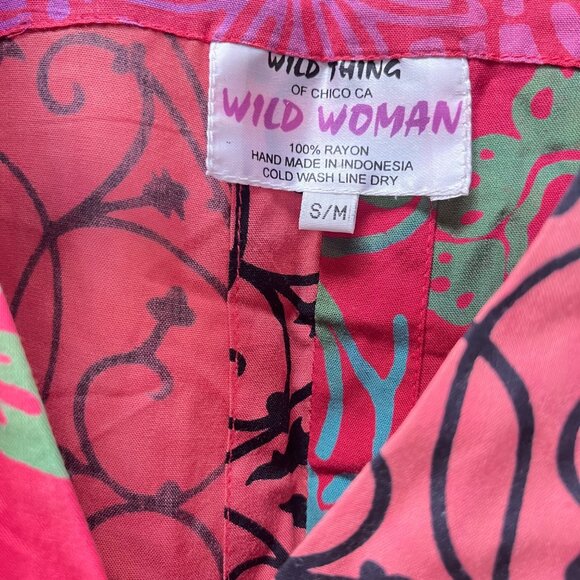 WILD THING
OF CHICO CA
WILD WOMAN
100% RAYON
HAND MADE IN INDONESIA
COLD WASH LINE DRY
S/M